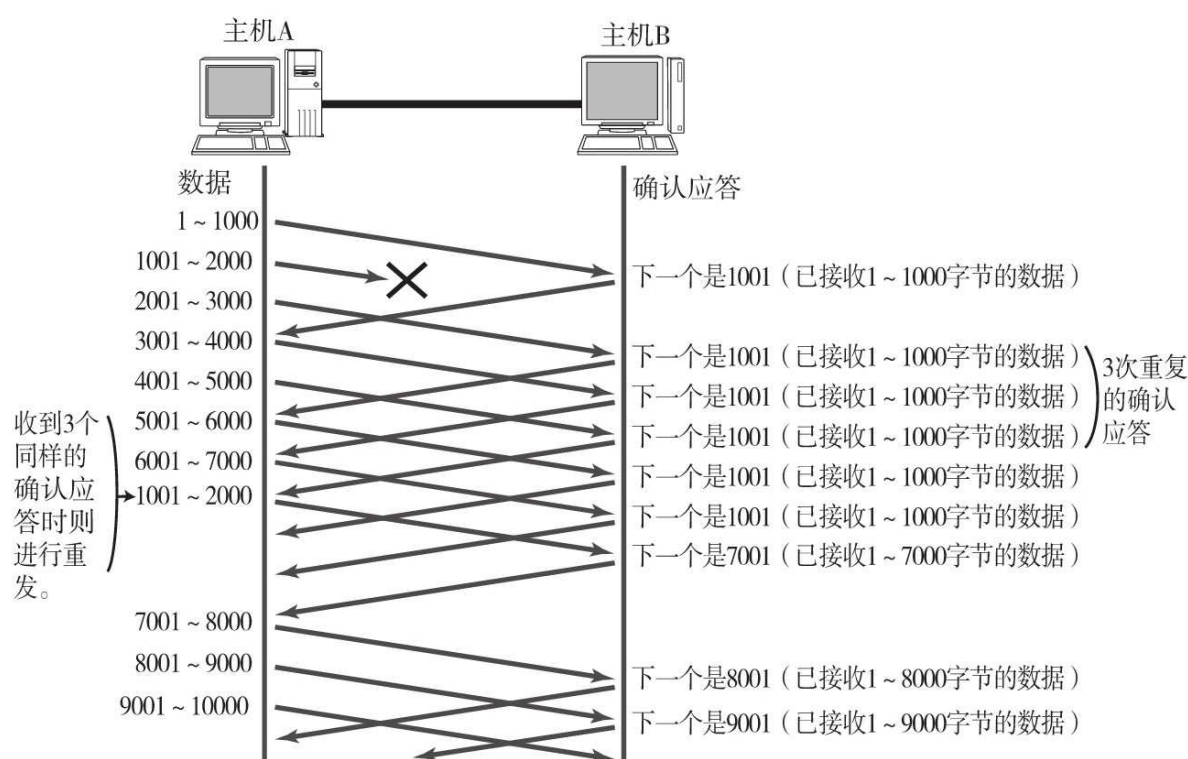 主机A
主机B
数据
确认应答
1~1000
1001~2000
下一个是1001（已接收1~1000字节的数据）
2001~3000
3001~4000
下一个是1001（已接收1~1000字节的数据）
4001~5000
下一个是1001（已接收1~1000字节的数据）
5001~6000
下一个是1001（已接收1~1000字节的数据）
3次重复
的确认
应答
6001~7000
下一个是1001（已接收1~1000字节的数据）
收到3个
同样的
确认应
答时则
进行重
发。
1001~2000
下一个是1001（已接收1~1000字节的数据）
下一个是7001（已接收1~7000字节的数据）
7001~8000
8001~9000
下一个是8001（已接收1~8000字节的数据）
9001~10000
下一个是9001（已接收1~9000字节的数据）